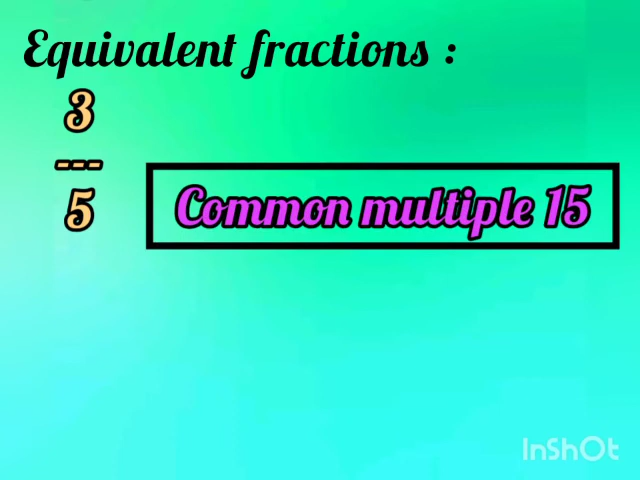 Equivalent fractions :
3
---
5
Common multiple 15
InShOt